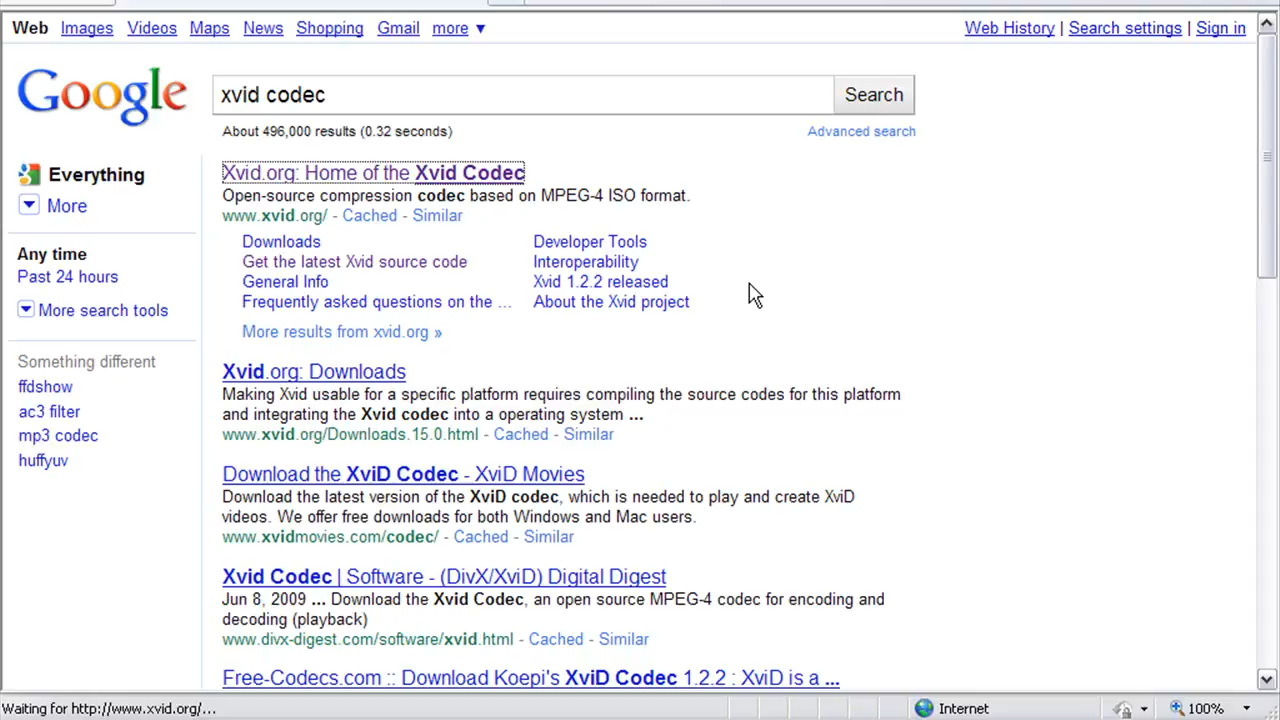 Web Images Videos Maps News Shopping Gmail more ▼ Web History | Search settings | Sign in
Google xvid codec Search
About 496,000 results (0.32 seconds) Advanced search
Everything
More
Any time
Past 24 hours
More search tools
Something different
ffdshow
ac3 filter
mp3 codec
huffyuv
Xvid.org: Home of the Xvid Codec
Open-source compression codec based on MPEG-4 ISO format.
www.xvid.org/ - Cached - Similar
Downloads Developer Tools
Get the latest Xvid source code Interoperability
General Info Xvid 1.2.2 released
Frequently asked questions on the ... About the Xvid project
More results from xvid.org »
Xvid.org: Downloads
Making Xvid usable for a specific platform requires compiling the source codes for this platform
and integrating the Xvid codec into a operating system ...
www.xvid.org/Downloads.15.0.html - Cached - Similar
Download the XviD Codec - XviD Movies
Download the latest version of the XviD codec, which is needed to play and create XviD
videos. We offer free downloads for both Windows and Mac users.
www.xvidmovies.com/codec/ - Cached - Similar
Xvid Codec | Software - (DivX/XviD) Digital Digest
Jun 8, 2009 ... Download the Xvid Codec, an open source MPEG-4 codec for encoding and
decoding (playback)
www.divx-digest.com/software/xvid.html - Cached - Similar
Free-Codecs.com :: Download Koepi's XviD Codec 1.2.2 : XviD is a ...
Waiting for http://www.xvid.org/... Internet 100%